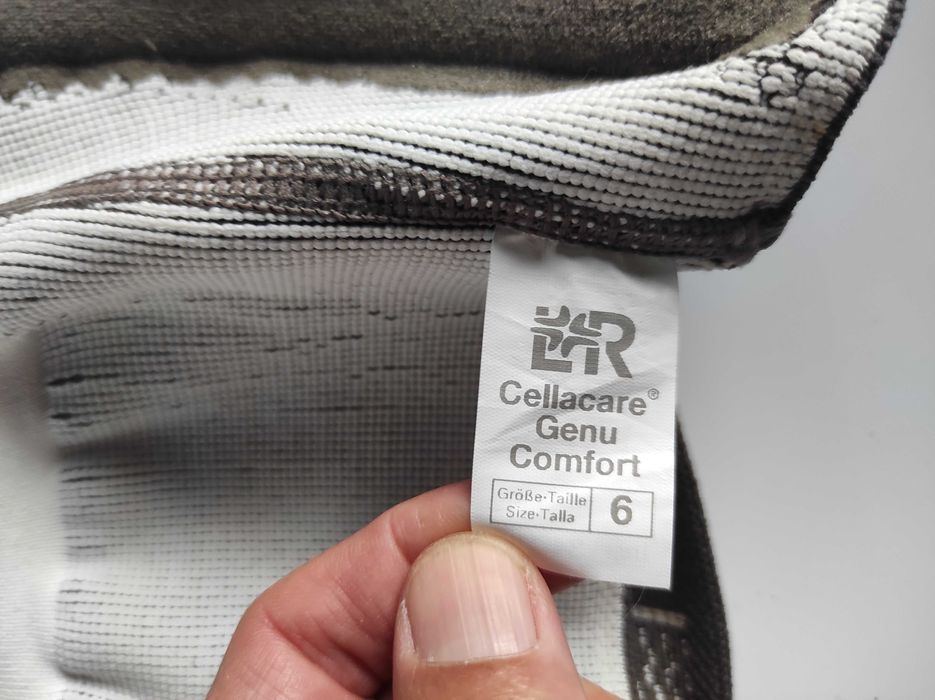 L&R
Cellacare®
Genu
Comfort
Größe·Taille
Size·Talla
6